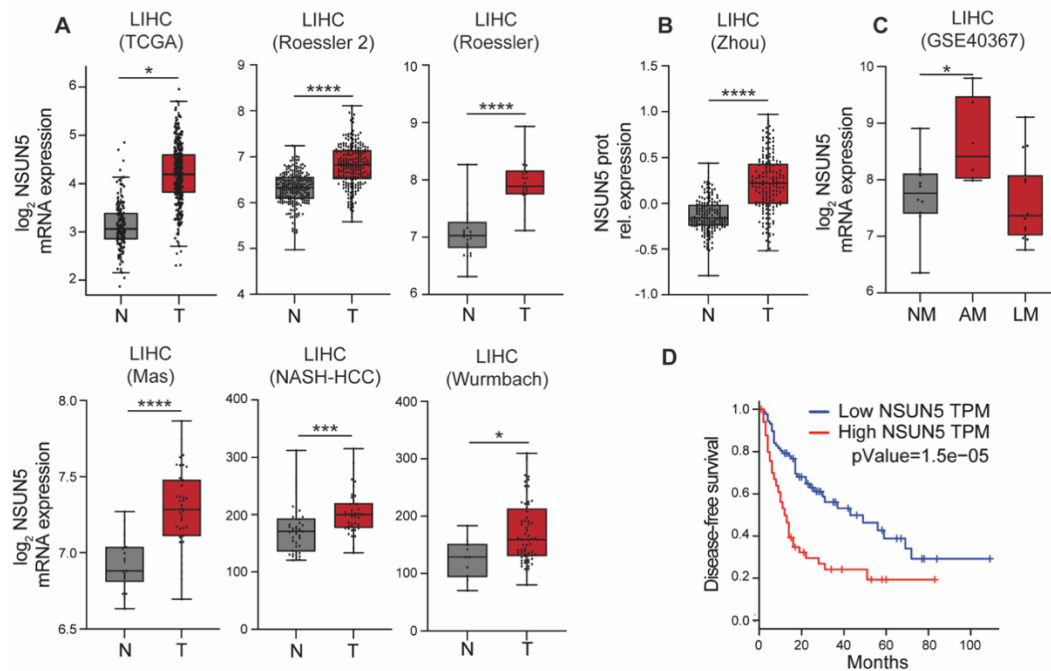 A
LIHC
(TCGA)
log2 NSUN5
mRNA expression
6
5
4
3
2
*
N
T
LIHC
(Roessler 2)
9
8
7
6
5
4
****
N
T
LIHC
(Roessler)
10
9
8
7
6
****
N
T
B
LIHC
(Zhou)
NSUN5 prot
rel. expression
1.0
0.5
0.0
-0.5
-1.0
****
N
T
C
LIHC
(GSE40367)
log2 NSUN5
mRNA expression
10
9
8
7
6
*
NM
AM
LM
LIHC
(Mas)
log2 NSUN5
mRNA expression
8.0
7.5
7.0
6.5
****
N
T
LIHC
(NASH-HCC)
400
300
200
100
0
***
N
T
LIHC
(Wurmbach)
400
300
200
100
0
*
N
T
D
Disease-free survival
1.0
0.8
0.6
0.4
0.2
0.0
Low NSUN5 TPM
High NSUN5 TPM
pValue=1.5e−05
0
20
40
60
80
100
Months